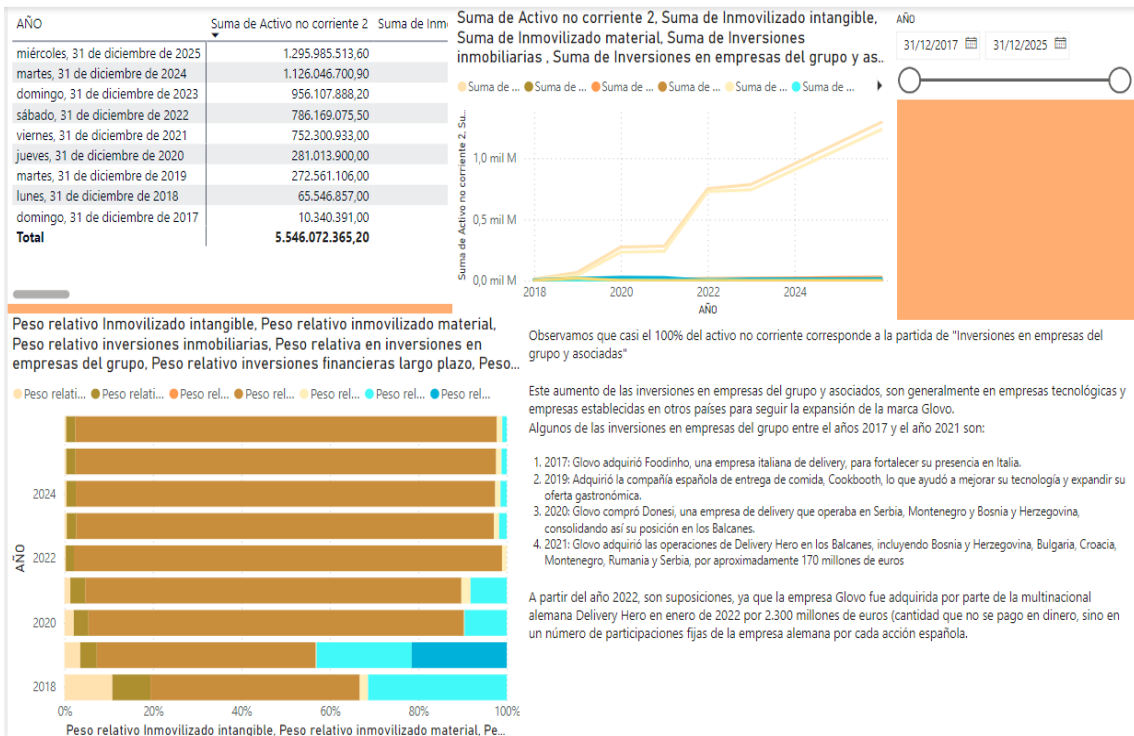 AÑO Suma de Activo no corriente 2 Suma de Inm
miércoles, 31 de diciembre de 2025 1.295.985.513,60
martes, 31 de diciembre de 2024 1.126.046.700,90
domingo, 31 de diciembre de 2023 956.107.888,20
sábado, 31 de diciembre de 2022 786.169.075,50
viernes, 31 de diciembre de 2021 752.300.933,00
jueves, 31 de diciembre de 2020 281.013.900,00
martes, 31 de diciembre de 2019 272.561.106,00
lunes, 31 de diciembre de 2018 65.546.857,00
domingo, 31 de diciembre de 2017 10.340.391,00
Total 5.546.072.365,20
Suma de Activo no corriente 2, Suma de Inmovilizado intangible,
Suma de Inmovilizado material, Suma de Inversiones
inmobiliarias , Suma de Inversiones en empresas del grupo y as...
Suma de ... Suma de ... Suma de ... Suma de ... Suma de ... Suma de ...
Suma de Activo no corriente 2, Su...
1,0 mil M
0,5 mil M
0,0 mil M
2018 2020 2022 2024
AÑO
AÑO
31/12/2017 31/12/2025
Peso relativo Inmovilizado intangible, Peso relativo inmovilizado material,
Peso relativo inversiones inmobiliarias, Peso relativa en inversiones en
empresas del grupo, Peso relativo inversiones financieras largo plazo, Peso...
Peso relati... Peso relat... Peso rel... Peso rel... Peso rel... Peso rel... Peso rel...
AÑO
2024
2022
2020
2018
0% 20% 40% 60% 80% 100%
Peso relativo Inmovilizado intangible, Peso relativo inmovilizado material, Pe...
Observamos que casi el 100% del activo no corriente corresponde a la partida de "Inversiones en empresas del
grupo y asociadas"
Este aumento de las inversiones en empresas del grupo y asociados, son generalmente en empresas tecnológicas y
empresas establecidas en otros países para seguir la expansión de la marca Glovo.
Algunos de las inversiones en empresas del grupo entre el años 2017 y el año 2021 son:
1. 2017: Glovo adquirió Foodinho, una empresa italiana de delivery, para fortalecer su presencia en Italia.
2. 2019: Adquirió la compañía española de entrega de comida, Cookbooth, lo que ayudó a mejorar su tecnología y expandir su
oferta gastronómica.
3. 2020: Glovo compró Donesi, una empresa de delivery que operaba en Serbia, Montenegro y Bosnia y Herzegovina,
consolidando así su posición en los Balcanes.
4. 2021: Glovo adquirió las operaciones de Delivery Hero en los Balcanes, incluyendo Bosnia y Herzegovina, Bulgaria, Croacia,
Montenegro, Rumania y Serbia, por aproximadamente 170 millones de euros
A partir del año 2022, son suposiciones, ya que la empresa Glovo fue adquirida por parte de la multinacional
alemana Delivery Hero en enero de 2022 por 2.300 millones de euros (cantidad que no se pago en dinero, sino en
un número de participaciones fijas de la empresa alemana por cada acción española.